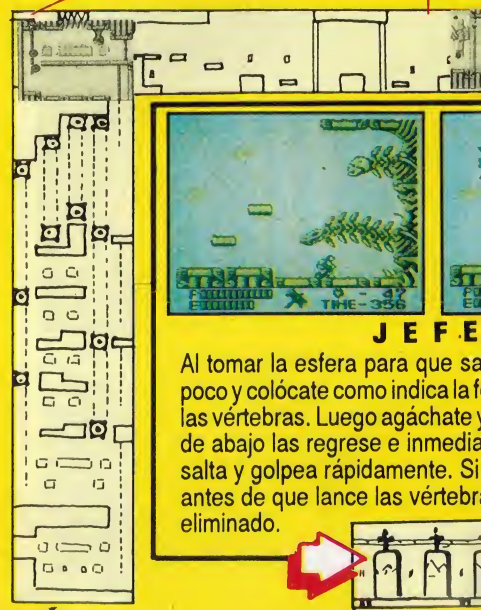 47
TIME-356
JEFE
Al tomar la esfera para que sa
poco y colócate como indica la fo
las vértebras. Luego agáchate y
de abajo las regrese e inmedia
salta y golpea rápidamente. Si
antes de que lance las vértebra
eliminado.